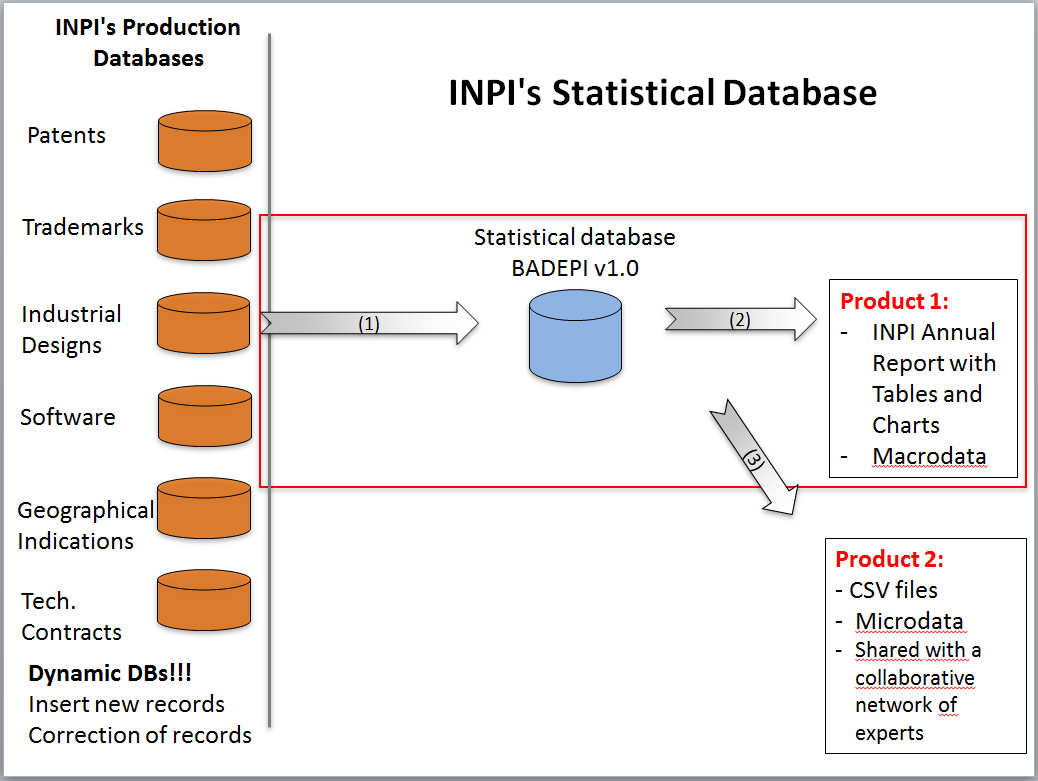 INPI's Production
Databases
INPI's Statistical Database
Patents
Trademarks
Industrial
Designs
Software
Geographical
Indications
Tech.
Contracts
Dynamic DBs!!!
Insert new records
Correction of records
(1)
Statistical database
BADEPI v1.0
(2)
(3)
Product 1:
- INPI Annual
Report with
Tables and
Charts
- Macrodata
Product 2:
- CSV files
- Microdata
- Shared with a
collaborative
network of
experts